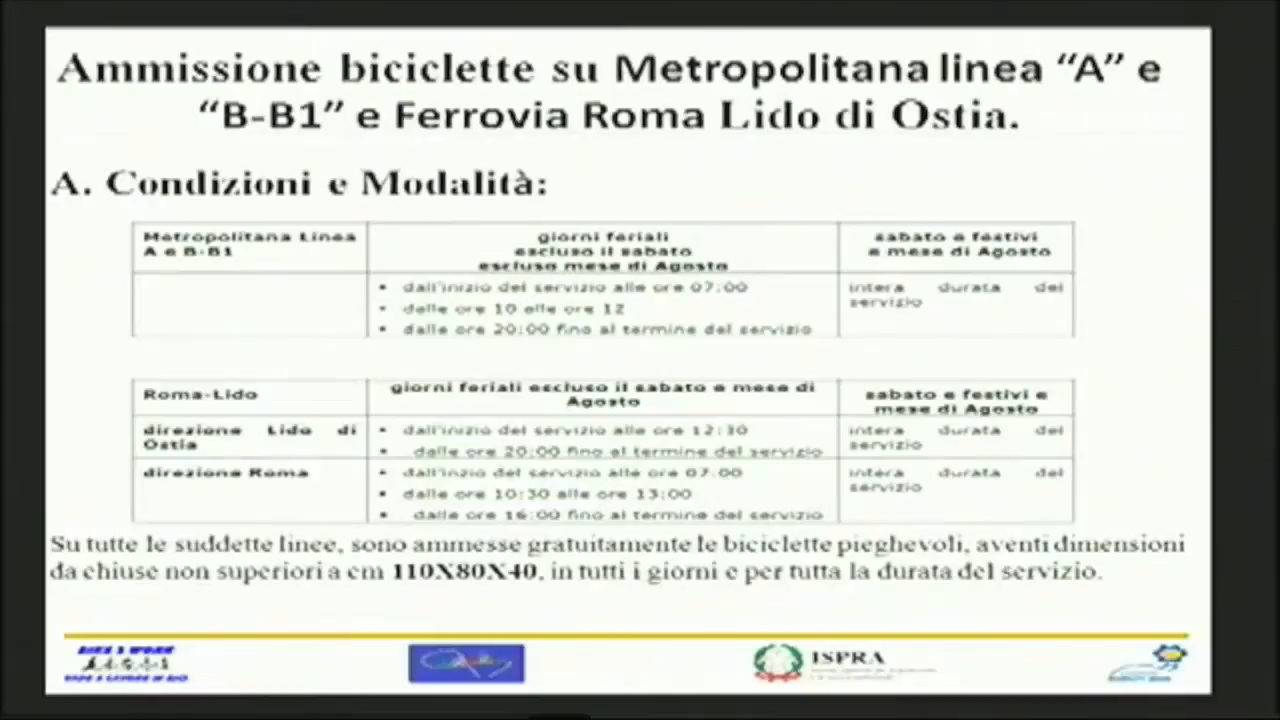 Ammissione biciclette su Metropolitana linea “A” e
“B-B1” e Ferrovia Roma Lido di Ostia.
A. Condizioni e Modalità:
Metropolitana Linea
A e B-B1
giorni feriali
escluso il sabato
escluso mese di Agosto
sabato e festivi
e mese di Agosto
• dall'inizio del servizio alle ore 07:00
• dalle ore 10 alle ore 12
• dalle ore 20:00 fino al termine del servizio
intera durata del
servizio
Roma-Lido
giorni feriali escluso il sabato e mese di
Agosto
sabato e festivi e
mese di Agosto
direzione Lido di
Ostia
• dall'inizio del servizio alle ore 12:30
• dalle ore 20:00 fino al termine del servizio
intera durata del
servizio
direzione Roma
• dall'inzio del servizio alle ore 07:00
• dalle ore 10:30 alle ore 13:00
• dalle ore 16:00 fino al termine del servizio
intera durata del
servizio
Su tutte le suddette linee, sono ammesse gratuitamente le biciclette pieghevoli, aventi dimensioni
da chiuse non superiori a cm 110X80X40, in tutti i giorni e per tutta la durata del servizio.
BIKE 2 WORK
ISPRA